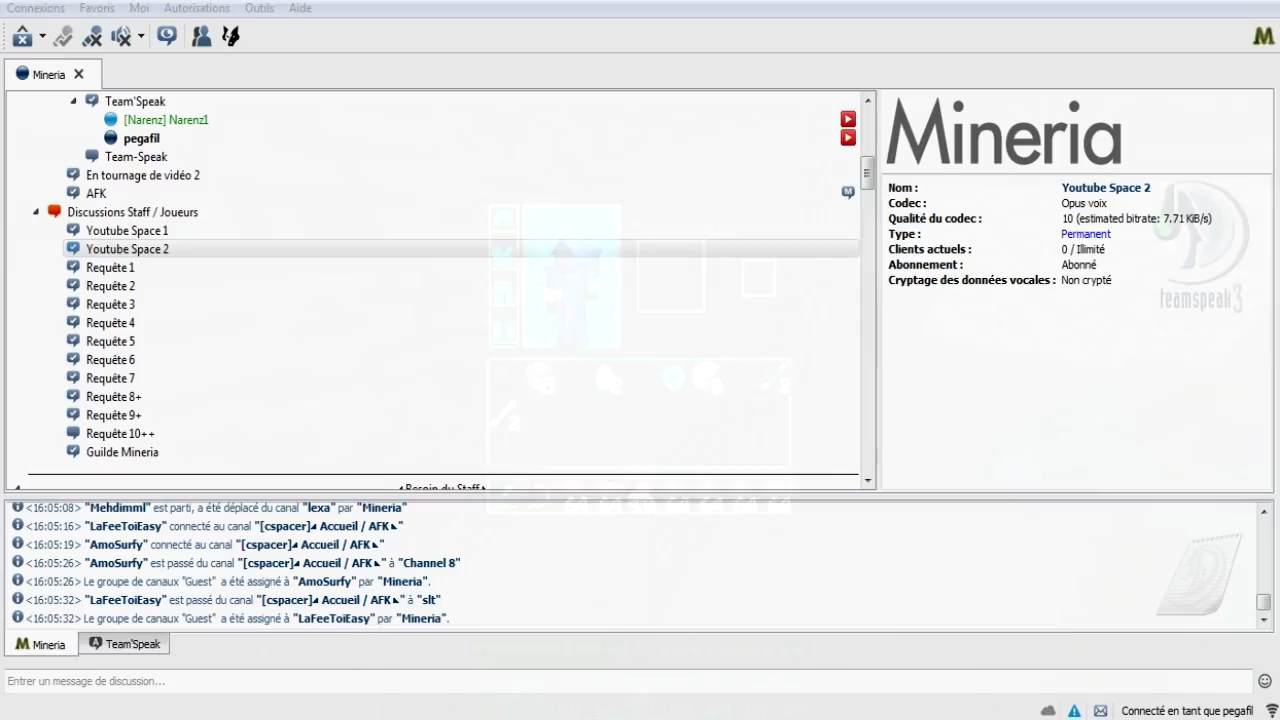 Connexions Favoris Moi Autorisations Outils Aide
M
Mineria
Team'Speak
[Narenz] Narenz1
pegafil
Team-Speak
En tournage de vidéo 2
AFK
M
Discussions Staff / Joueurs
Youtube Space 1
Youtube Space 2
Requête 1
Requête 2
Requête 3
Requête 4
Requête 5
Requête 6
Requête 7
Requête 8+
Requête 9+
Requête 10++
Guilde Mineria
Besoin du Staff
Mineria
Nom : Youtube Space 2
Codec : Opus voix
Qualité du codec : 10 (estimated bitrate: 7.71 KiB/s)
Type : Permanent
Clients actuels : 0 / Illimité
Abonnement : Abonné
Cryptage des données vocales : Non crypté
teamspeak3
<16:05:08> "Mehdimml" est parti, a été déplacé du canal "lexa" par "Mineria"
<16:05:16> "LaFeeToiEasy" connecté au canal "[cspacer]◢ Accueil / AFK◣"
<16:05:19> "AmoSurfy" connecté au canal "[cspacer]◢ Accueil / AFK◣"
<16:05:26> "AmoSurfy" est passé du canal "[cspacer]◢ Accueil / AFK◣" à "Channel 8"
<16:05:26> Le groupe de canaux "Guest" a été assigné à "AmoSurfy" par "Mineria".
<16:05:32> "LaFeeToiEasy" est passé du canal "[cspacer]◢ Accueil / AFK◣" à "slt"
<16:05:32> Le groupe de canaux "Guest" a été assigné à "LaFeeToiEasy" par "Mineria".
M Mineria
A Team'Speak
Entrer un message de discussion...
Connecté en tant que pegafil